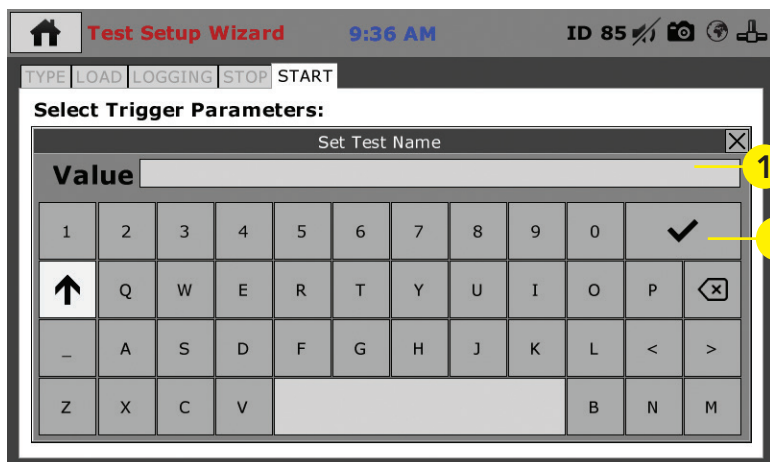 Test Setup Wizard 9:36 AM ID 85
TYPE LOAD LOGGING STOP START
Select Trigger Parameters:
Set Test Name
Value
1
1 2 3 4 5 6 7 8 9 0
Q W E R T Y U I O P
_ A S D F G H J K L < >
Z X C V B N M